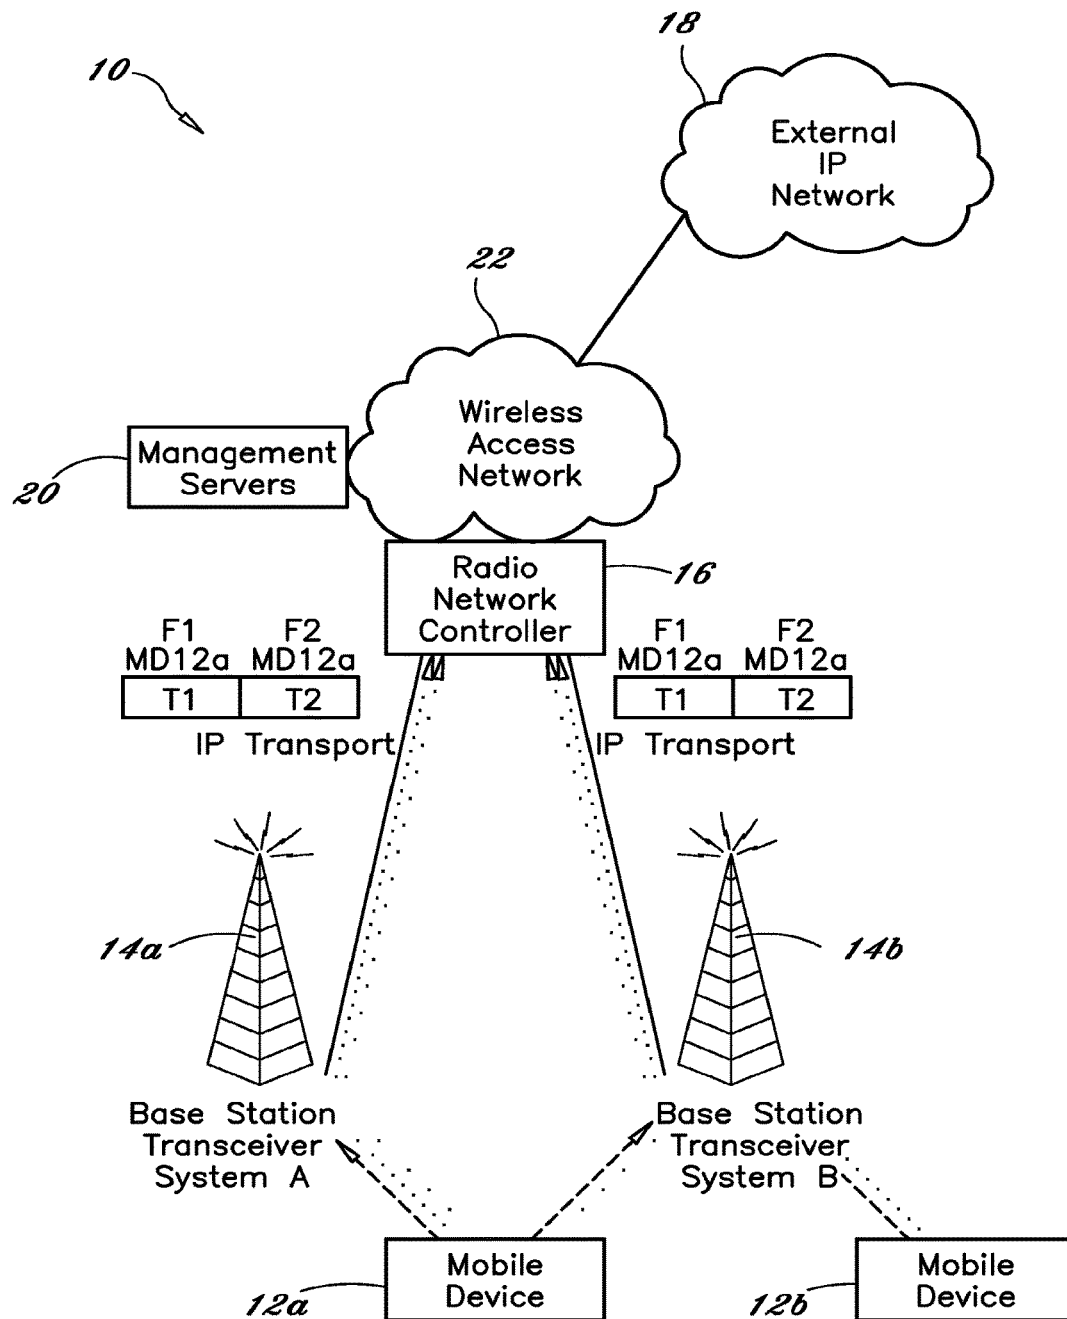 18
10
External
IP
Network
22
Wireless
Access
Network
Management
Servers
20
Radio
Network
Controller
16
F1 F2
MD12a MD12a
T1 T2
IP Transport
F1 F2
MD12a MD12a
T1 T2
IP Transport
14a
14b
Base Station
Transceiver
System A
Base Station
Transceiver
System B
Mobile
Device
12a
Mobile
Device
12b